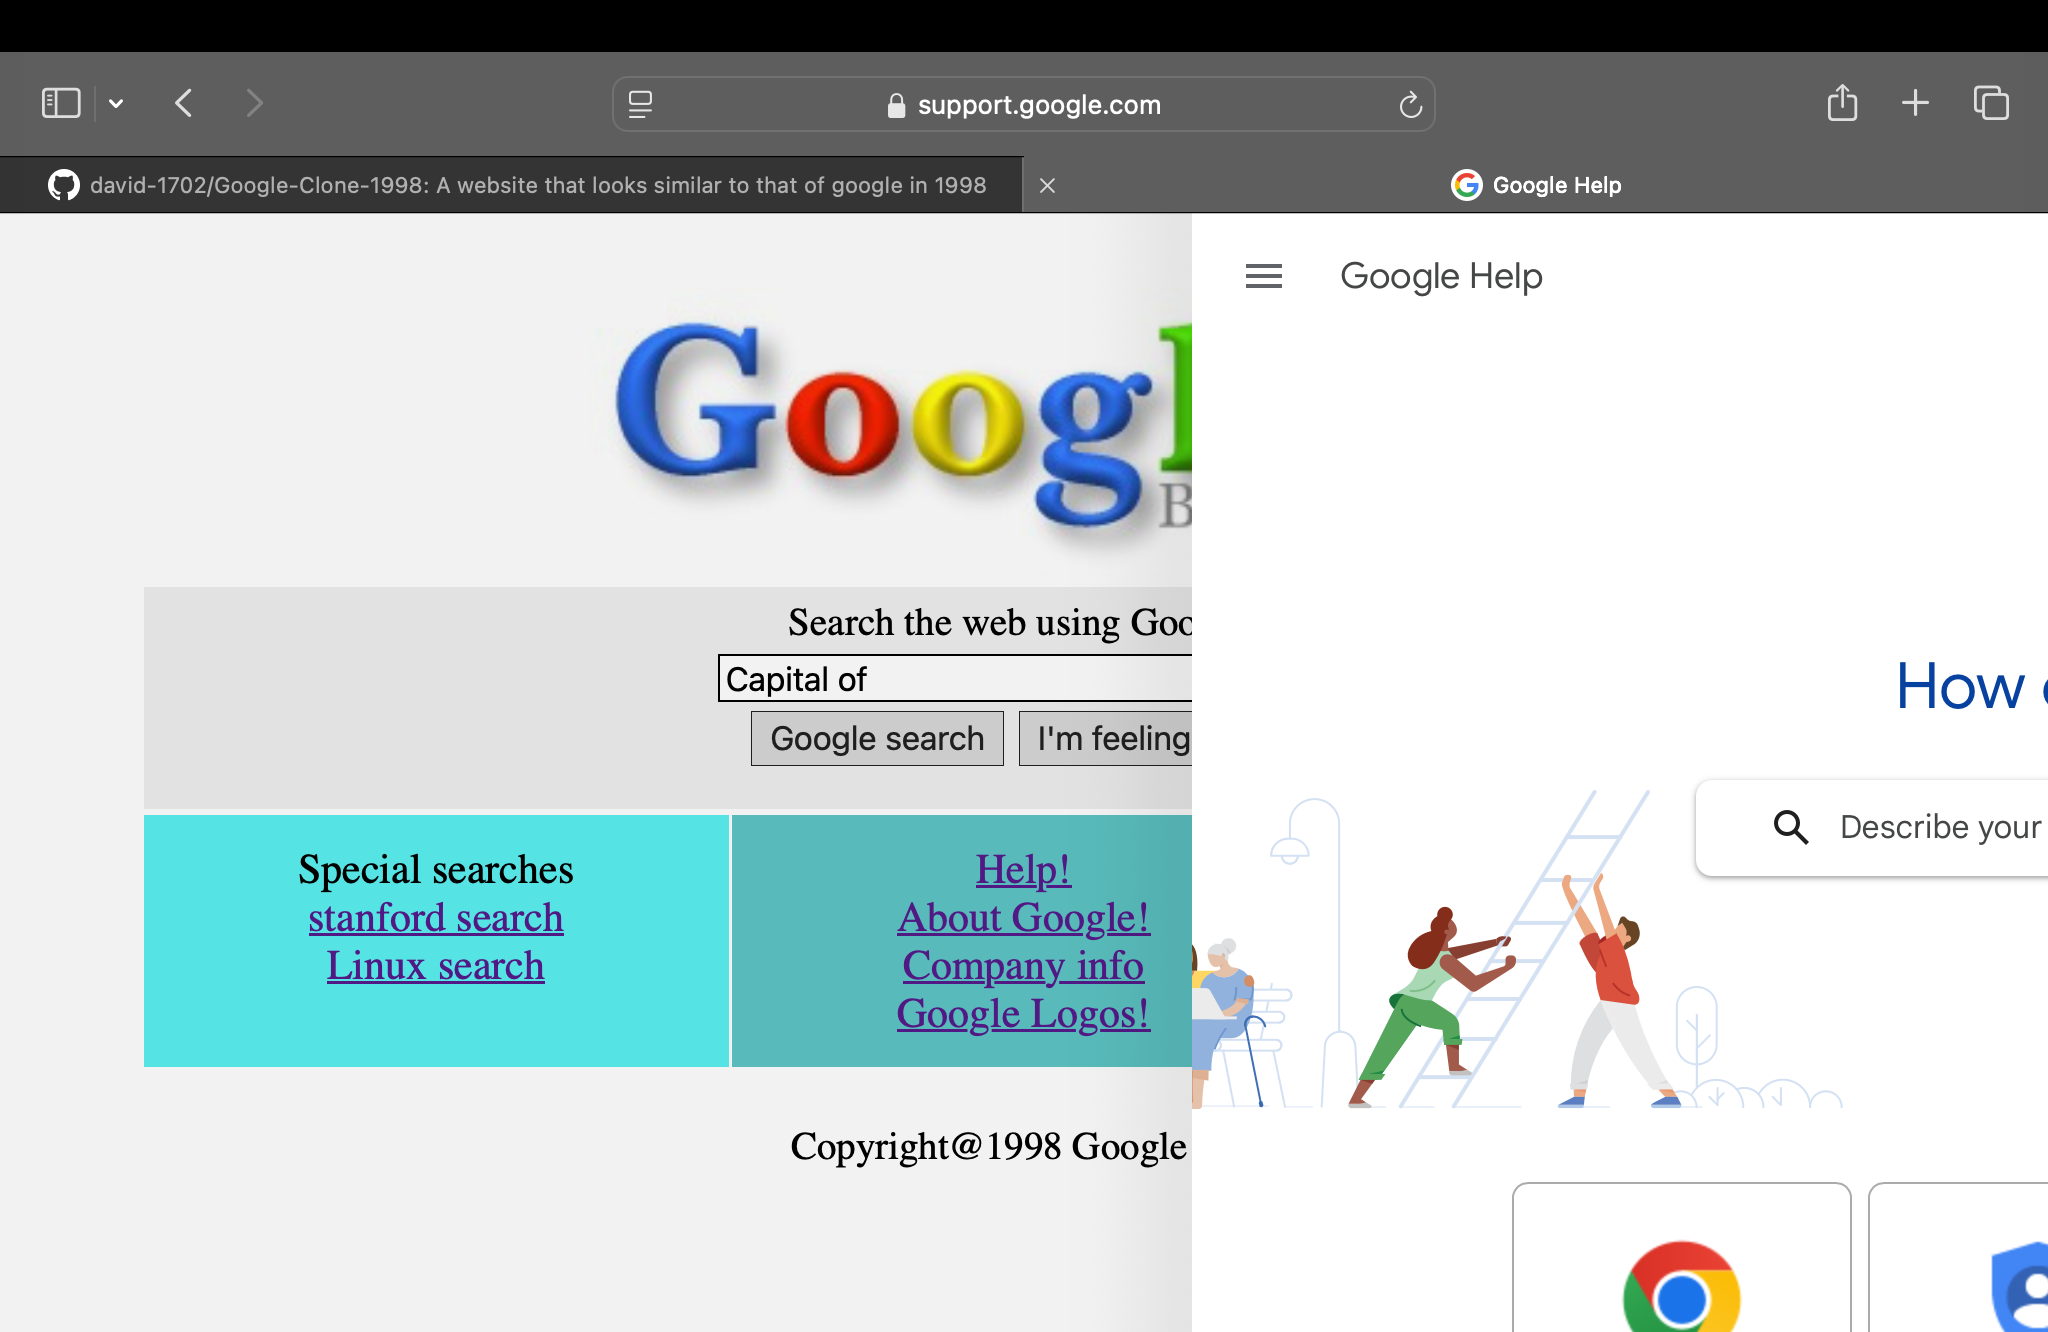 support.google.com
david-1702/Google-Clone-1998: A website that looks similar to that of google in 1998
Google Help
Goog
B
Search the web using Goo
Capital of
Google search
I'm feeling
Special searches
stanford search
Linux search
Help!
About Google!
Company info
Google Logos!
Copyright@1998 Google
Google Help
How
Describe your